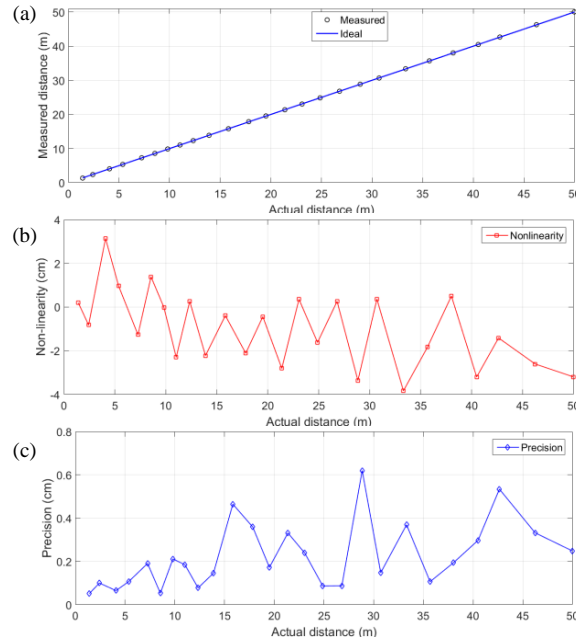 (a)
50
40
30
20
10
0
Measured distance (m)
Measured
Ideal
0 5 10 15 20 25 30 35 40 45 50
Actual distance (m)
(b)
4
2
0
-2
-4
Non-linearity (cm)
Nonlinearity
0 5 10 15 20 25 30 35 40 45 50
Actual distance (m)
(c)
0.8
0.6
0.4
0.2
0
Precision (cm)
Precision
0 5 10 15 20 25 30 35 40 45 50
Actual distance (m)